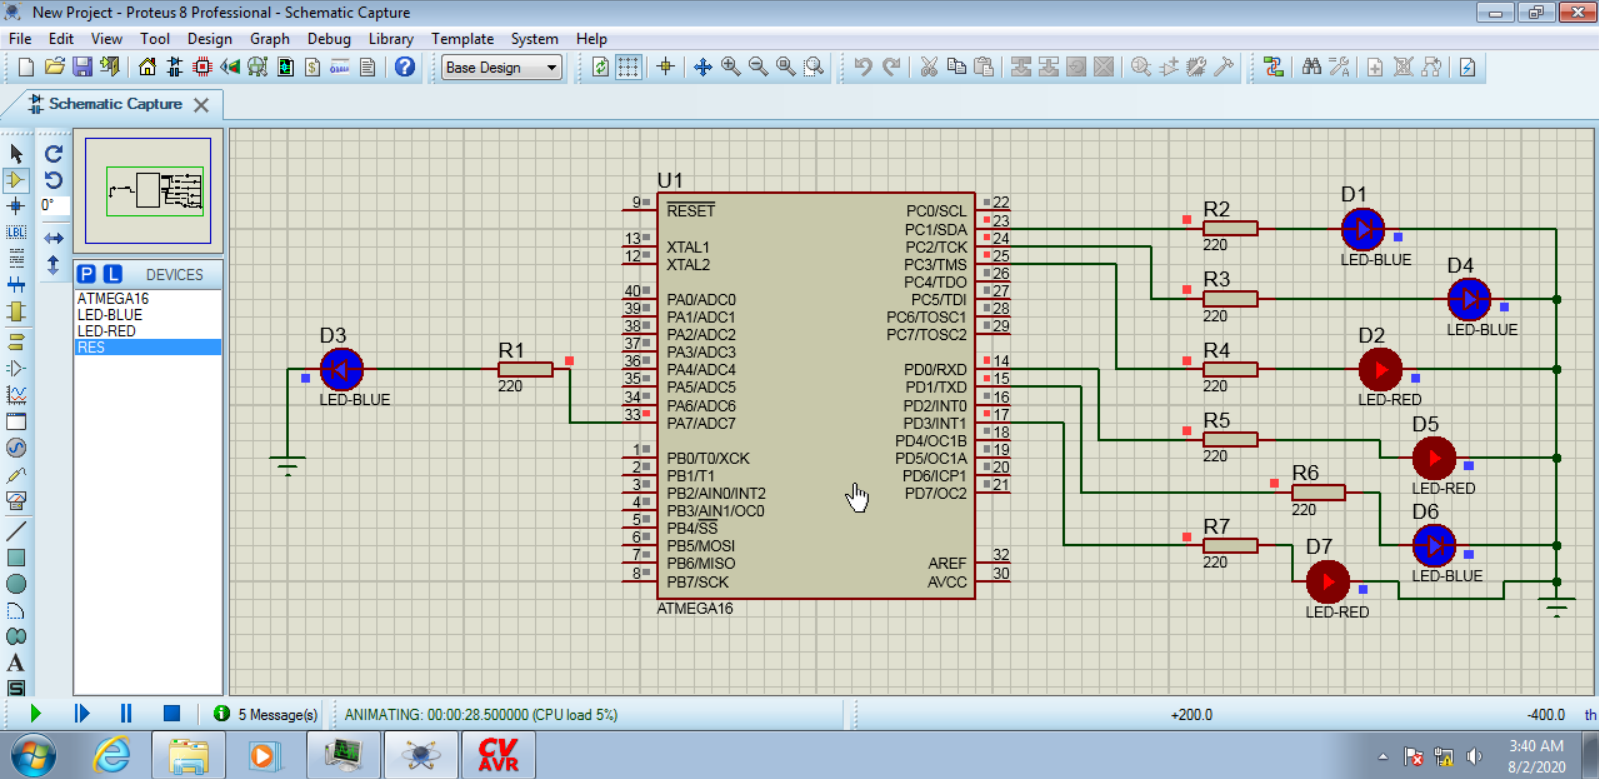 New Project - Proteus 8 Professional - Schematic Capture
File Edit View Tool Design Graph Debug Library Template System Help
Base Design
Schematic Capture
0°
LBL
P L DEVICES
ATMEGA16
LED-BLUE
LED-RED
RES
A
S
D3
LED-BLUE
R1
220
U1
9 RESET
13 XTAL1
12 XTAL2
40 PA0/ADC0
39 PA1/ADC1
38 PA2/ADC2
37 PA3/ADC3
36 PA4/ADC4
35 PA5/ADC5
34 PA6/ADC6
33 PA7/ADC7
1 PB0/T0/XCK
2 PB1/T1
3 PB2/AIN0/INT2
4 PB3/AIN1/OC0
5 PB4/SS
6 PB5/MOSI
7 PB6/MISO
8 PB7/SCK
PC0/SCL 22
PC1/SDA 23
PC2/TCK 24
PC3/TMS 25
PC4/TDO 26
PC5/TDI 27
PC6/TOSC1 28
PC7/TOSC2 29
PD0/RXD 14
PD1/TXD 15
PD2/INT0 16
PD3/INT1 17
PD4/OC1B 18
PD5/OC1A 19
PD6/ICP1 20
PD7/OC2 21
AREF 32
AVCC 30
ATMEGA16
R2
220
D1
LED-BLUE
R3
220
D4
LED-BLUE
R4
220
D2
LED-RED
R5
220
D5
LED-RED
R6
220
D6
LED-BLUE
R7
220
D7
LED-RED
5 Message(s) ANIMATING: 00:00:28.500000 (CPU load 5%) +200.0 -400.0 th
CV
AVR
3:40 AM
8/2/2020